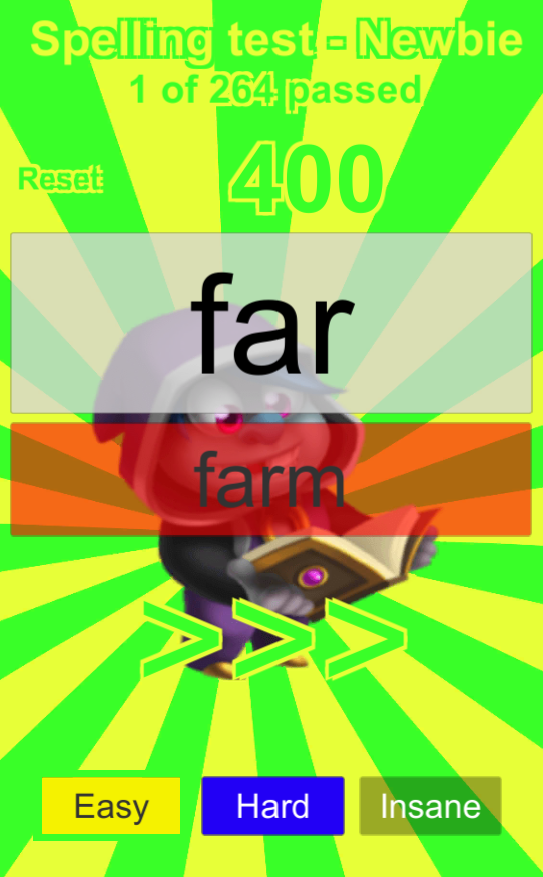 Spelling test - Newbie
1 of 264 passed
Reset
400
far
farm
>>>
Easy
Hard
Insane